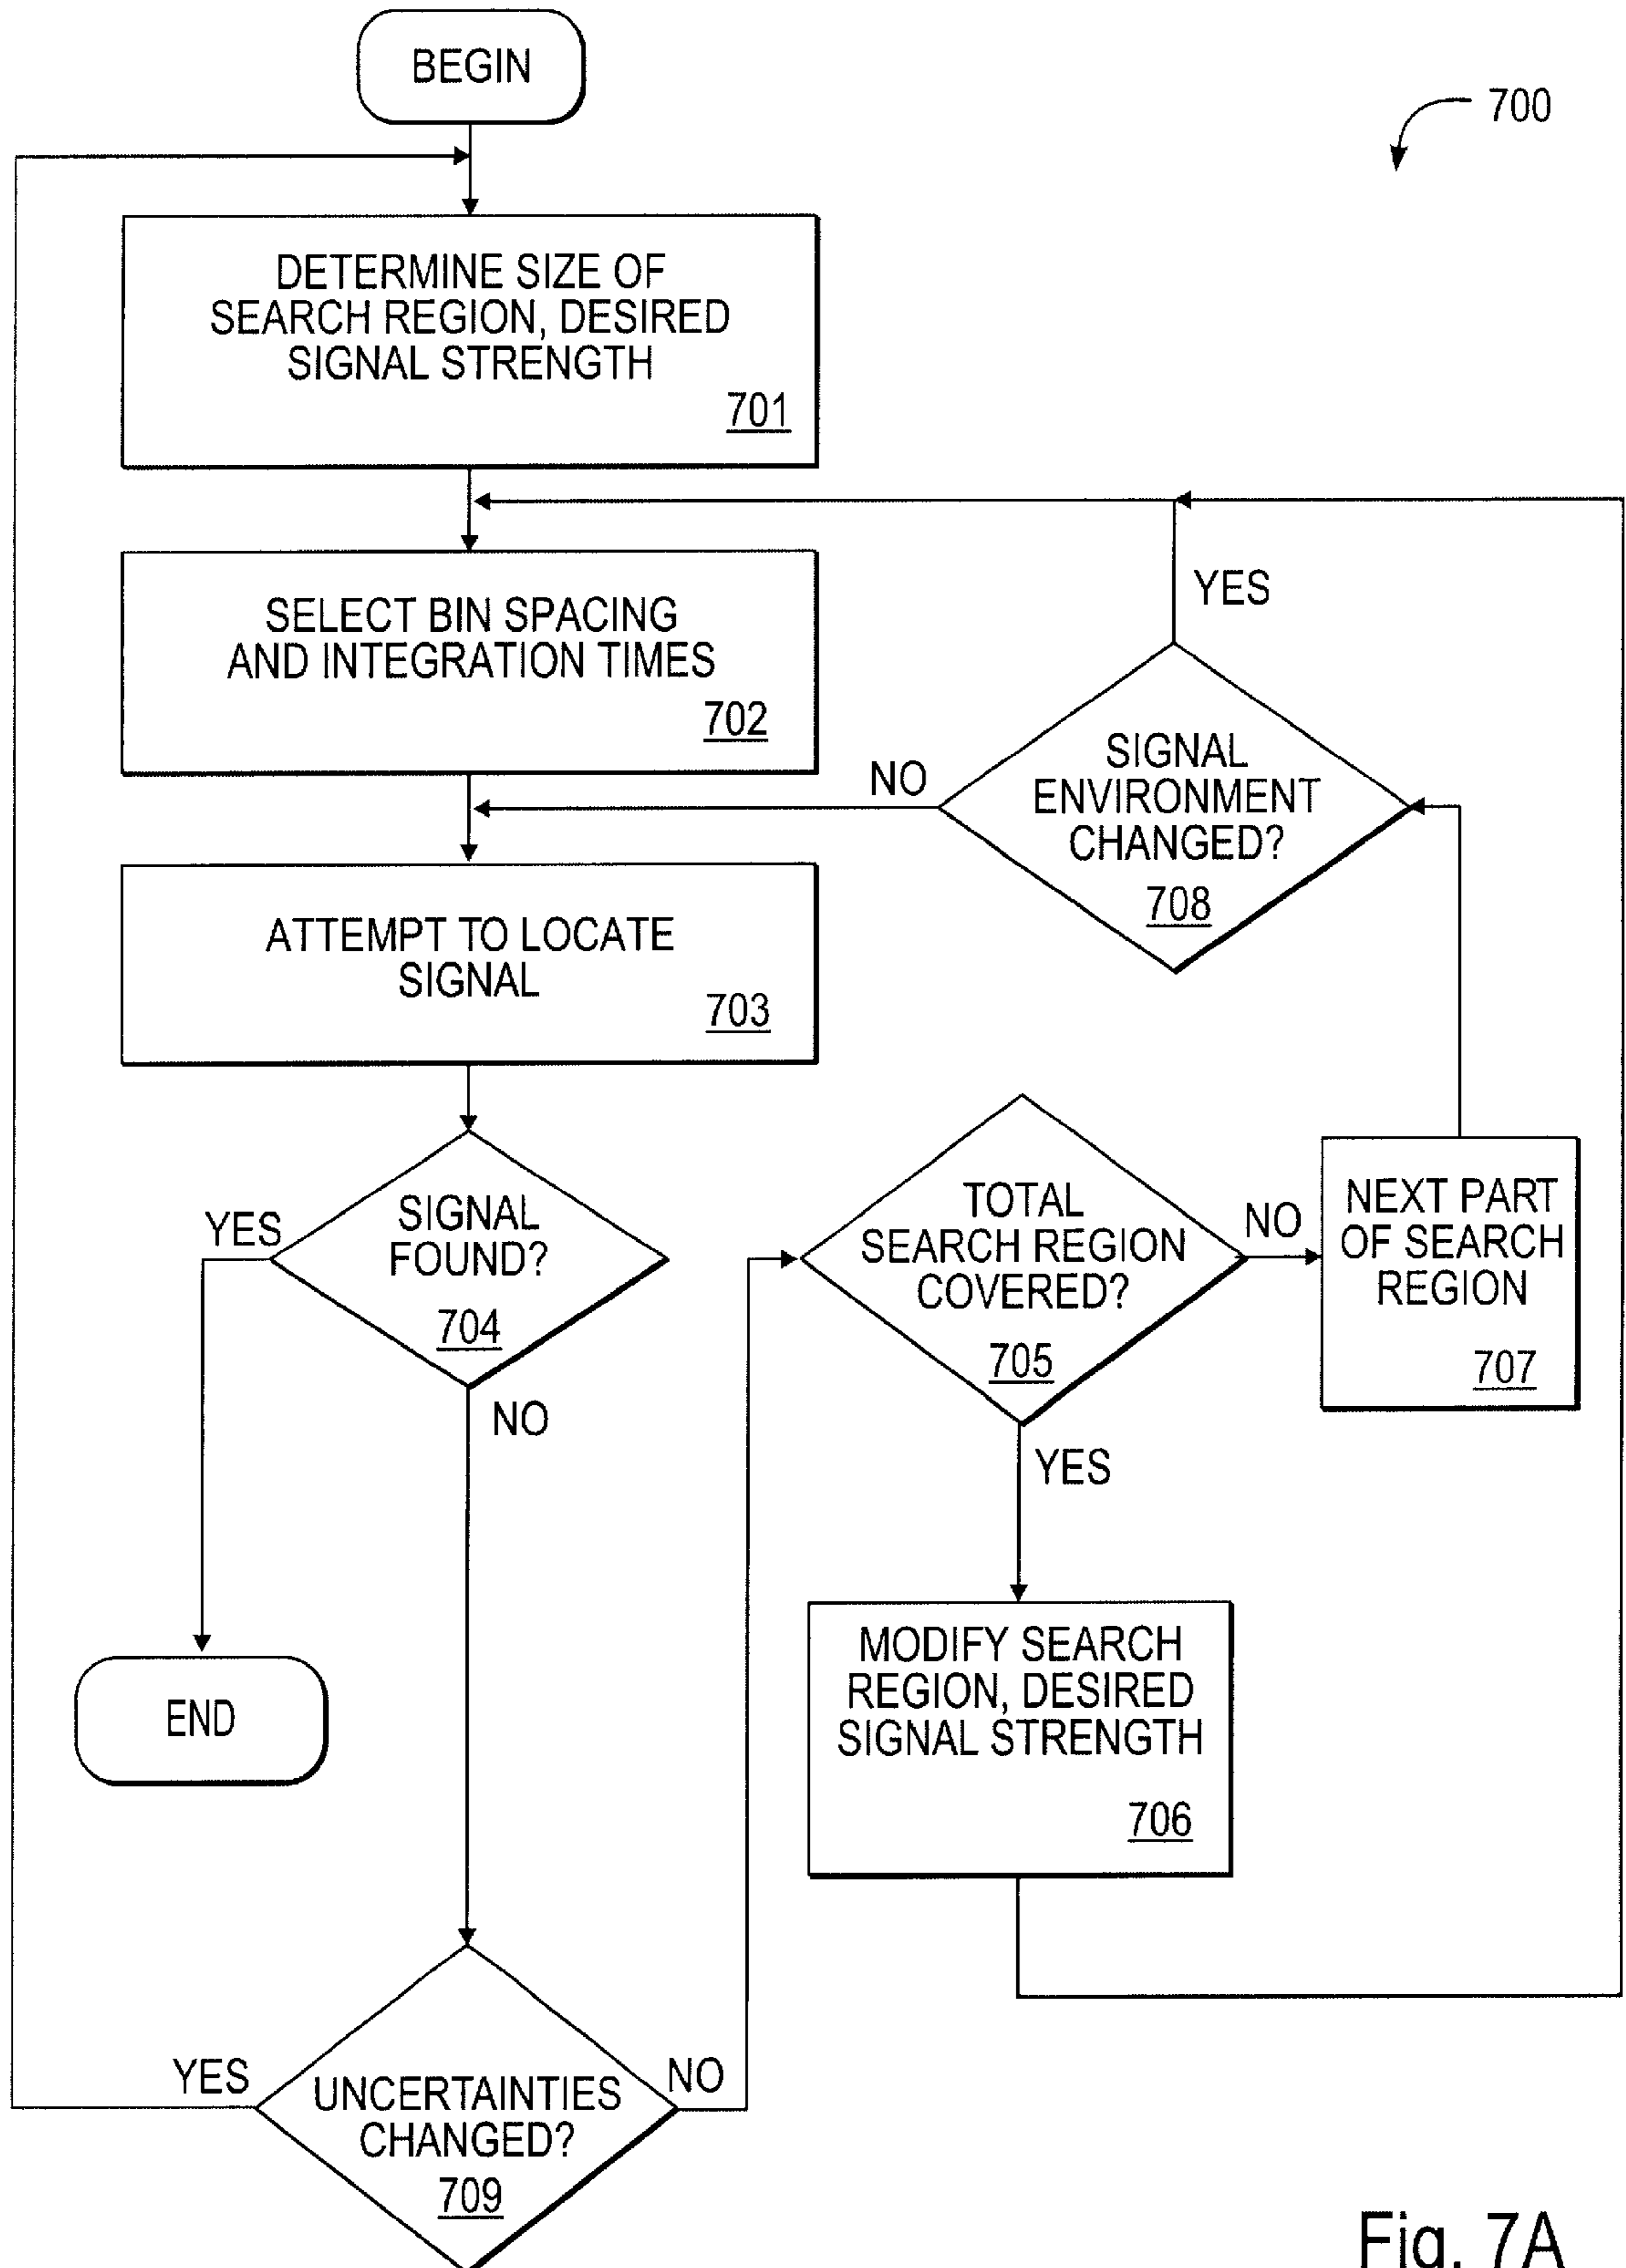 BEGIN
700
DETERMINE SIZE OF
SEARCH REGION, DESIRED
SIGNAL STRENGTH
701
SELECT BIN SPACING
AND INTEGRATION TIMES
702
YES
SIGNAL
ENVIRONMENT
CHANGED?
708
NO
ATTEMPT TO LOCATE
SIGNAL
703
SIGNAL
FOUND?
704
YES
NO
TOTAL
SEARCH REGION
COVERED?
705
NO
NEXT PART
OF SEARCH
REGION
707
YES
MODIFY SEARCH
REGION, DESIRED
SIGNAL STRENGTH
706
END
UNCERTAINTIES
CHANGED?
709
YES
NO
Fig. 7A